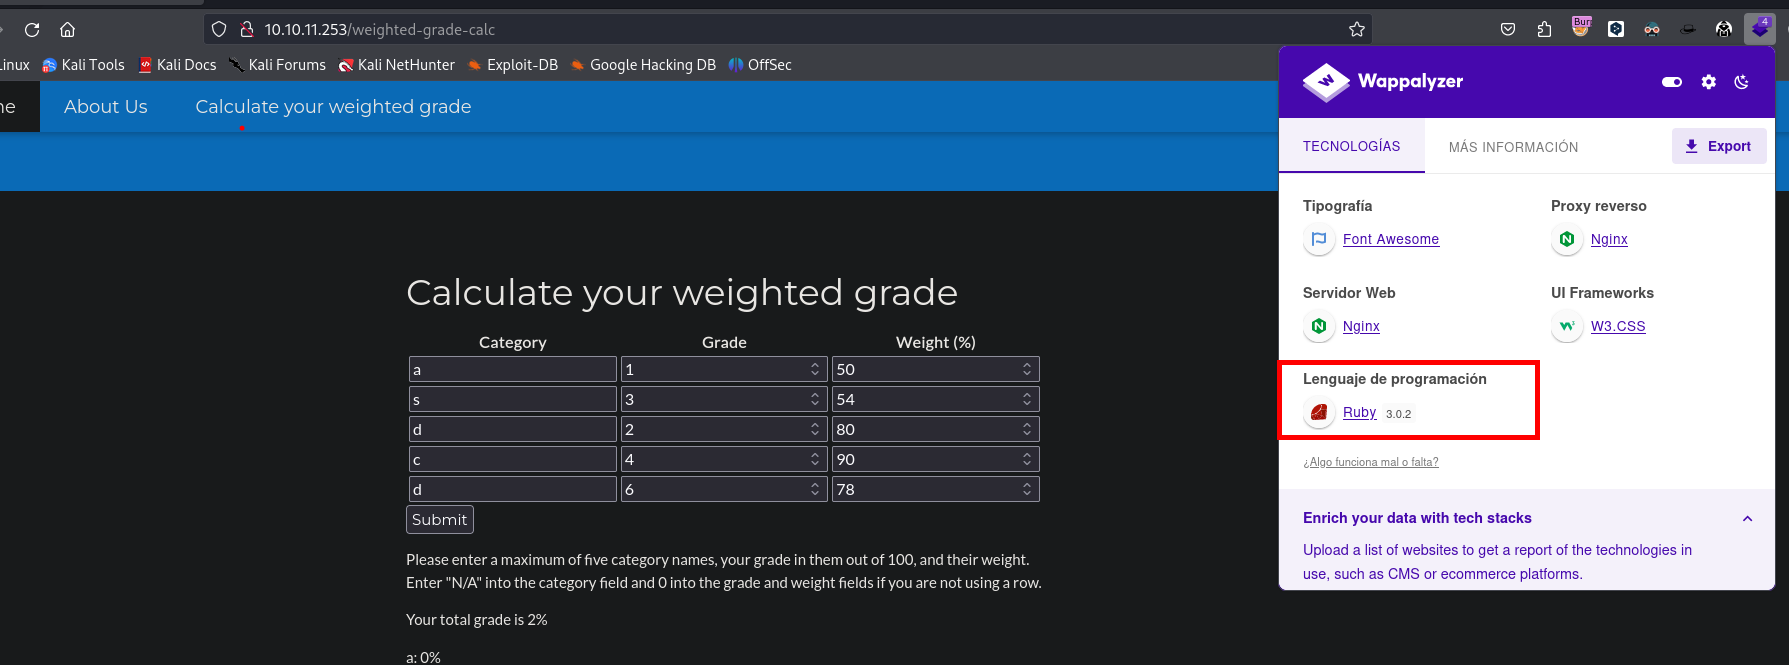 10.10.11.253/weighted-grade-calc
Burr
4
Linux Kali Tools Kali Docs Kali Forums Kali NetHunter Exploit-DB Google Hacking DB OffSec
Wappalyzer
me About Us Calculate your weighted grade
TECNOLOGÍAS MÁS INFORMACIÓN Export
Tipografía Proxy reverso
Font Awesome Nginx
Servidor Web UI Frameworks
Nginx W3.CSS
Lenguaje de programación
Ruby 3.0.2
¿Algo funciona mal o falta?
Enrich your data with tech stacks
Upload a list of websites to get a report of the technologies in
use, such as CMS or ecommerce platforms.
Calculate your weighted grade
Category Grade Weight (%)
a 1 50
s 3 54
d 2 80
c 4 90
d 6 78
Submit
Please enter a maximum of five category names, your grade in them out of 100, and their weight.
Enter "N/A" into the category field and 0 into the grade and weight fields if you are not using a row.
Your total grade is 2%
a: 0%